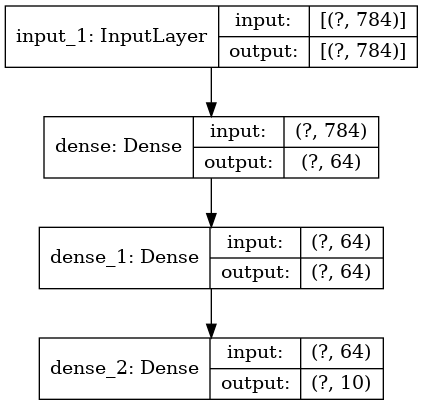 input_1: InputLayer
input: [(?, 784)]
output: [(?, 784)]
dense: Dense
input: (?, 784)
output: (?, 64)
dense_1: Dense
input: (?, 64)
output: (?, 64)
dense_2: Dense
input: (?, 64)
output: (?, 10)